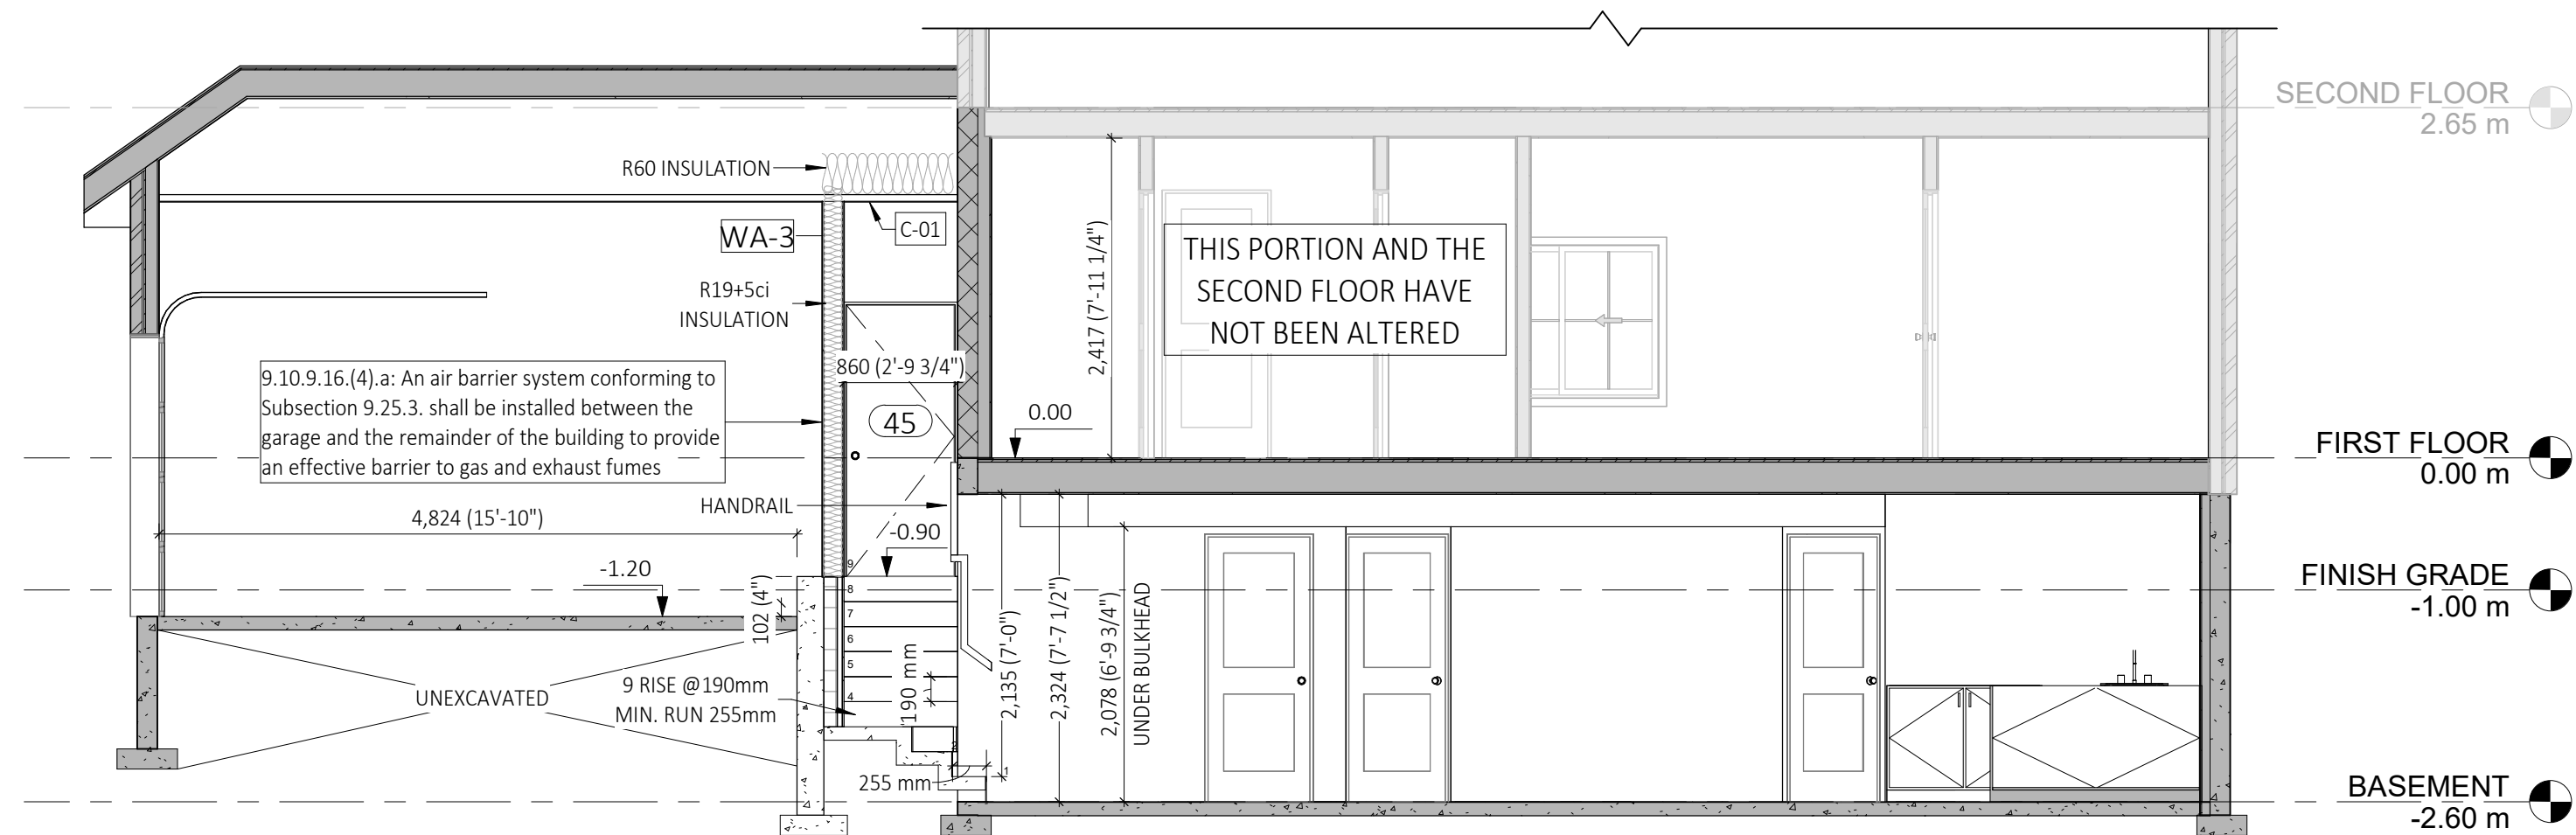 SECOND FLOOR
2.65 m
R60 INSULATION
WA-3
C-01
R19+5ci
INSULATION
THIS PORTION AND THE
SECOND FLOOR HAVE
NOT BEEN ALTERED
2,417 (7'-11 1/4")
860 (2'-9 3/4")
45
9.10.9.16.(4).a: An air barrier system conforming to
Subsection 9.25.3. shall be installed between the
garage and the remainder of the building to provide
an effective barrier to gas and exhaust fumes
0.00
FIRST FLOOR
0.00 m
HANDRAIL
4,824 (15'-10")
-0.90
-1.20
FINISH GRADE
-1.00 m
102 (4")
9
8
7
6
5
4
190 mm
2,135 (7'-0")
2,324 (7'-7 1/2")
2,078 (6'-9 3/4")
UNDER BULKHEAD
UNEXCAVATED
9 RISE @190mm
MIN. RUN 255mm
255 mm
1
BASEMENT
-2.60 m